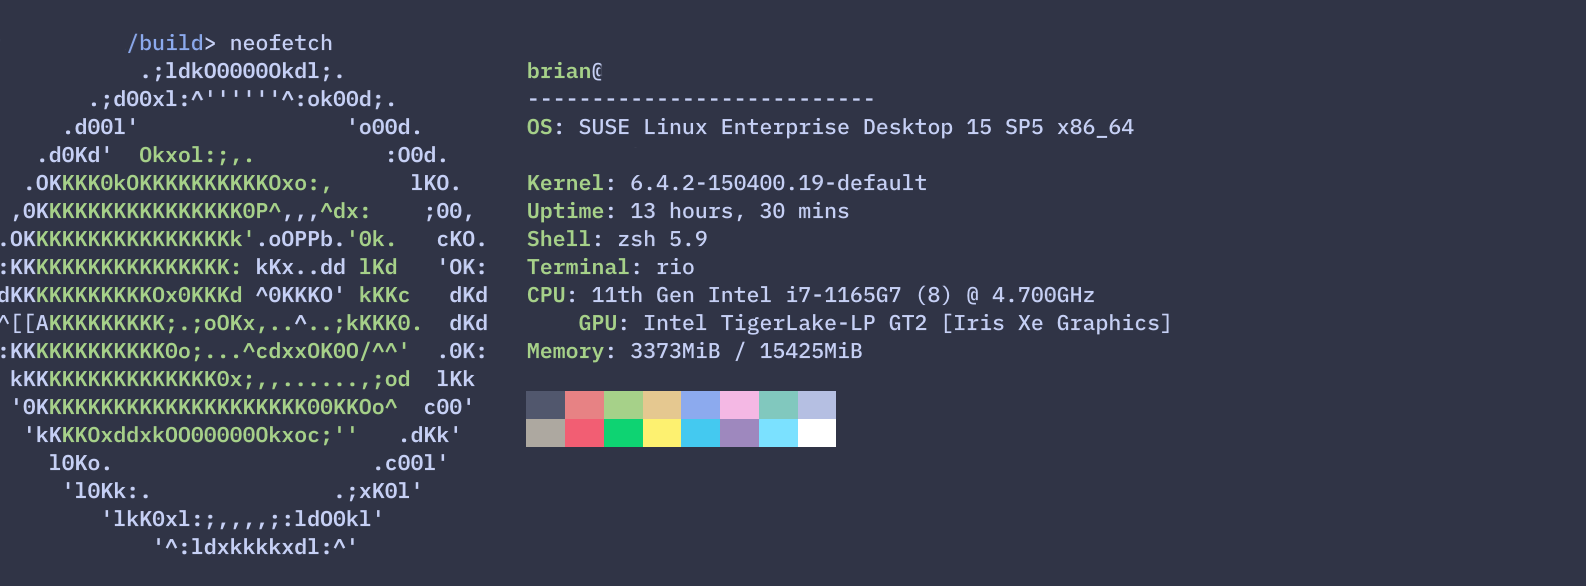 /build> neofetch
.;ldkO0000Okdl;.
brian@
.;d00xl:^''''''^:ok00d;.
---------------------------
.d00l' 'o00d.
OS: SUSE Linux Enterprise Desktop 15 SP5 x86_64
.d0Kd' Okxol:;,. :O0d.
.OKKKK0kOKKKKKKKKKKOxo:, lKO.
Kernel: 6.4.2-150400.19-default
,0KKKKKKKKKKKKKKKK0P^,,,^dx: ;00,
Uptime: 13 hours, 30 mins
.OKKKKKKKKKKKKKKKk'.oOPPb.'0k. cKO.
Shell: zsh 5.9
:KKKKKKKKKKKKKKKKK: kKx..dd lKd 'OK:
Terminal: rio
dKKKKKKKKKKKOx0KKKd ^0KKKO' kKKc dKd
CPU: 11th Gen Intel i7-1165G7 (8) @ 4.700GHz
^[[AKKKKKKKKK;.;oOKx,..^..;kKKK0. dKd
GPU: Intel TigerLake-LP GT2 [Iris Xe Graphics]
:KKKKKKKKKKKK0o;...^cdxxOK0O/^^' .0K:
Memory: 3373MiB / 15425MiB
kKKKKKKKKKKKKKKK0x;,,......,;od lKk
'0KKKKKKKKKKKKKKKKKKKKK00KKOo^ c00'
'kKKKOxddxkOO00000Okxoc;'' .dKk'
l0Ko. .c00l'
'l0Kk:. .;xK0l'
'lkK0xl:;,,,,;:ldO0kl'
'^:ldxkkkkxdl:^'